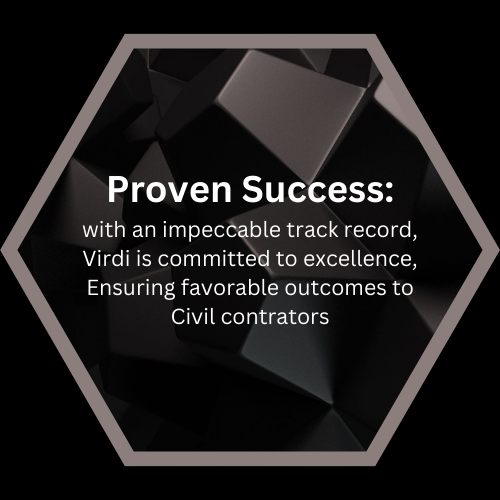 Proven Success:
with an impeccable track record,
Virdi is committed to excellence,
Ensuring favorable outcomes to
Civil contrators